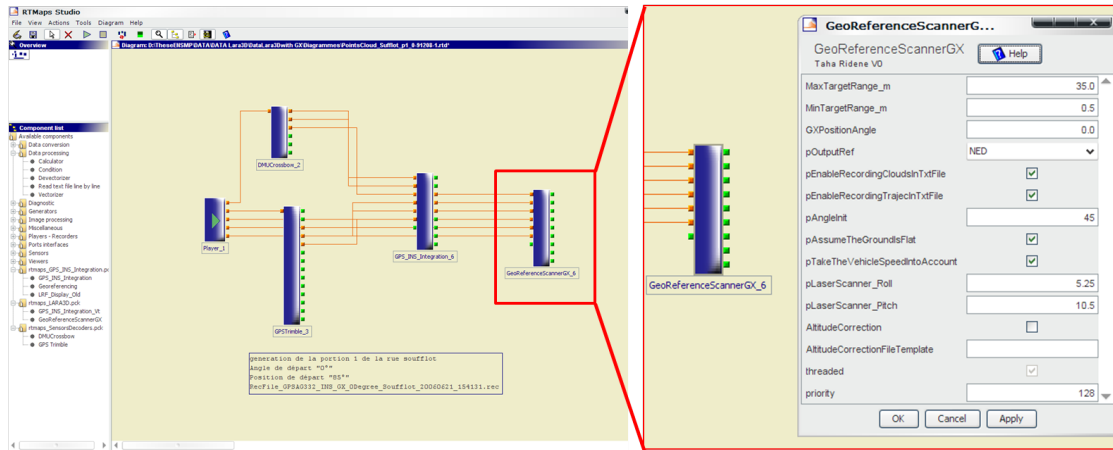 RTMaps Studio
File View Actions Tools Diagram Help
Overview
Diagram: D:\TheseENSMP\DATA\DATA Lara3D\DataLara3Dwith GX\Diagrammes\PointsCloud_Sufflot_p1_0-91208-1.rtd*
Component list
Available components
Data conversion
Data processing
Calculator
Condition
Devectorizer
Read text file line by line
Vectorizer
Diagnostic
Generators
Image processing
Miscellaneous
Players - Recorders
Ports interfaces
Sensors
Viewers
rtmaps_GPS_INS_Integration.pc
GPS_INS_Integration
Georeferencing
LRF_Display_Old
rtmaps_LARA3D.pck
GPS_INS_Integration_Vt
GeoReferenceScannerGX
rtmaps_SensorsDecoders.pck
DMUCrossbow
GPS Trimble
DMUCrossbow_2
Player_1
GPS_INS_Integration_6
GeoReferenceScannerGX_6
GPSTrimble_3
generation de la portion 1 de la rue soufflot
Angle de départ "0°"
Position de départ "85°"
RecFile_GPSAG332_INS_GX_0Degree_Soufflot_20060621_154131.rec
GeoReferenceScannerGX_6
GeoReferenceScannerG...
GeoReferenceScannerGX
Taha Ridene V0
Help
MaxTargetRange_m 35.0
MinTargetRange_m 0.5
GXPositionAngle 0.0
pOutputRef NED
pEnableRecordingCloudsInTxtFile
pEnableRecordingTrajecInTxtFile
pAngleInit 45
pAssumeTheGroundIsFlat
pTakeTheVehicleSpeedIntoAccount
pLaserScanner_Roll 5.25
pLaserScanner_Pitch 10.5
AltitudeCorrection
AltitudeCorrectionFileTemplate
threaded
priority 128
OK Cancel Apply